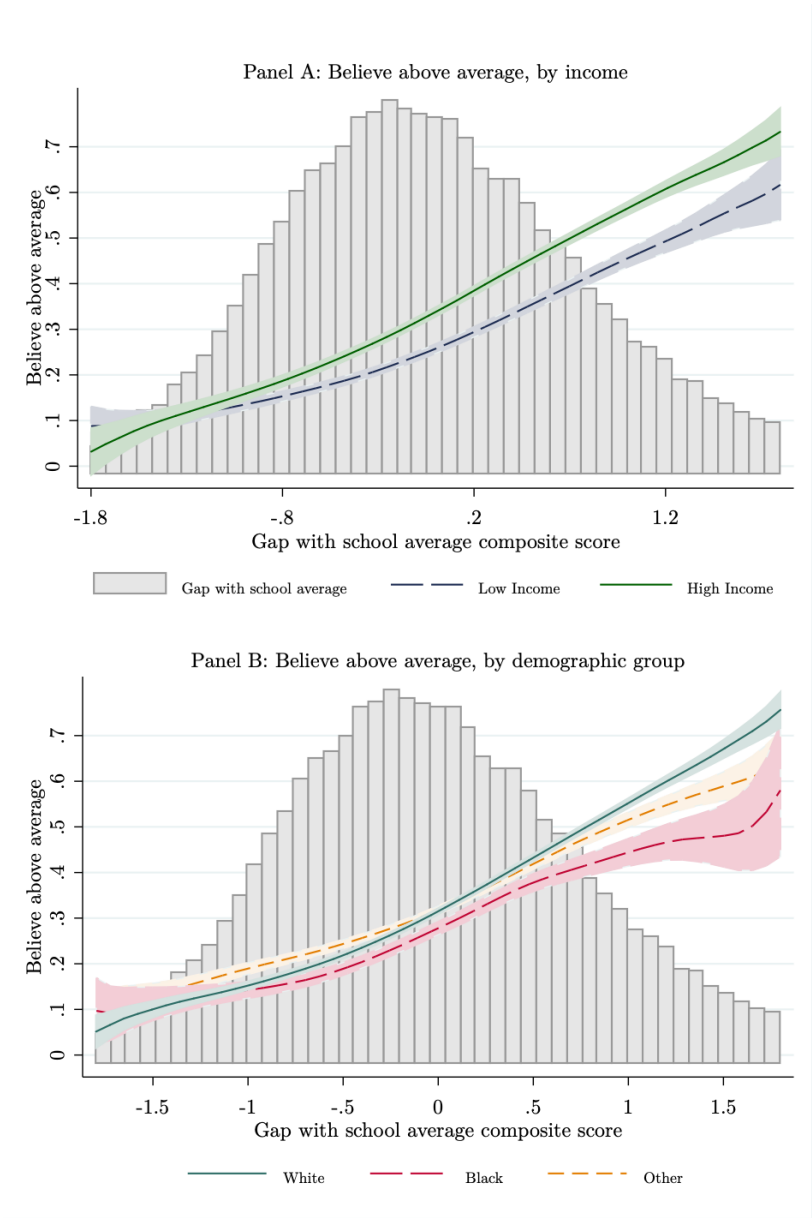 Panel A: Believe above average, by income
Believe above average
.7
.6
.5
.4
.3
.2
.1
0
-1.8
-.8
.2
1.2
Gap with school average composite score
Gap with school average
Low Income
High Income
Panel B: Believe above average, by demographic group
Believe above average
.7
.6
.5
.4
.3
.2
.1
0
-1.5
-1
-.5
0
.5
1
1.5
Gap with school average composite score
White
Black
Other